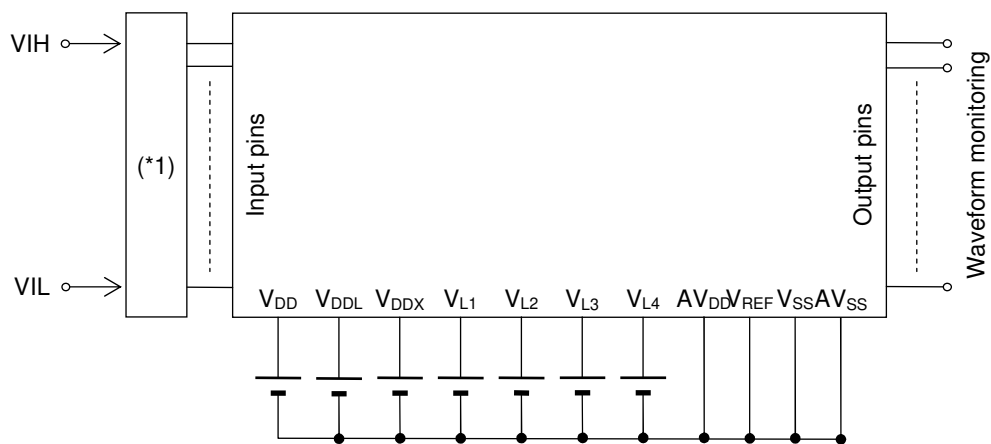 VIH
(*1)
VIL
Input pins
Output pins
Waveform monitoring
VDD VDDL VDDX VL1 VL2 VL3 VL4 AVDD VREF VSS AVSS